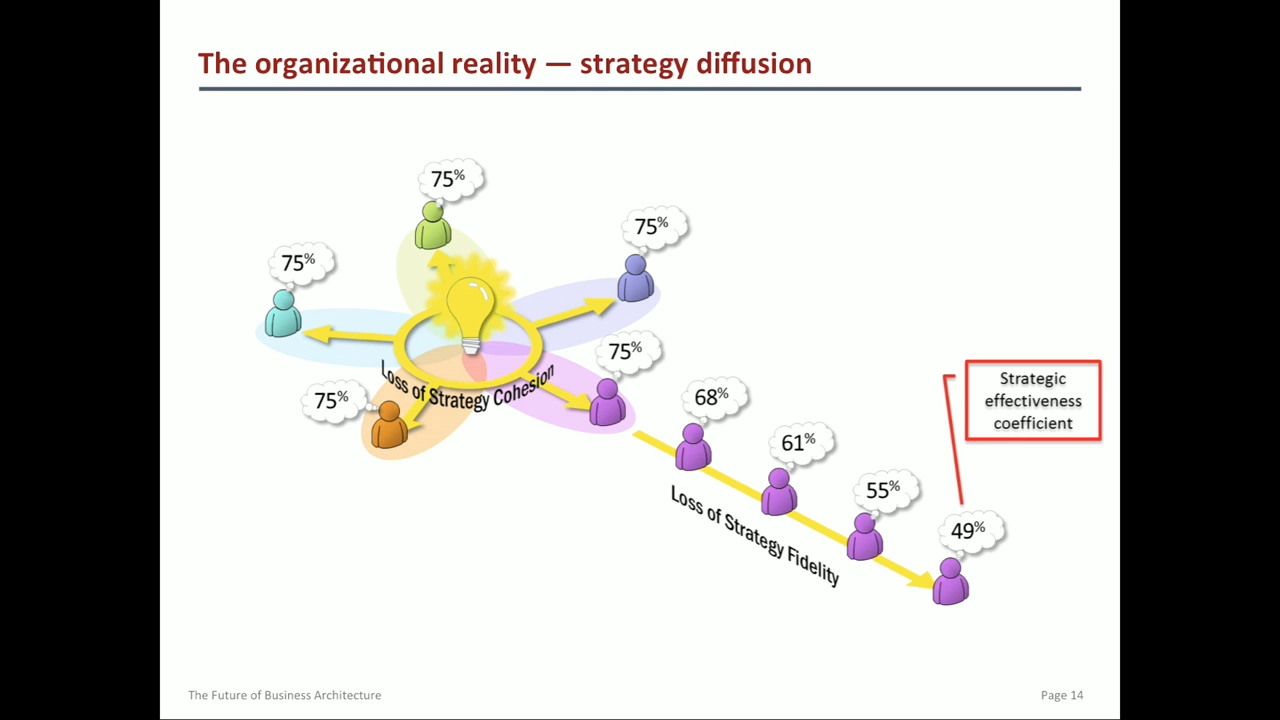 The organizational reality — strategy diffusion
75%
75%
75%
75%
75%
Loss of Strategy Cohesion
68%
61%
55%
49%
Loss of Strategy Fidelity
Strategic
effectiveness
coefficient
The Future of Business Architecture
Page 14